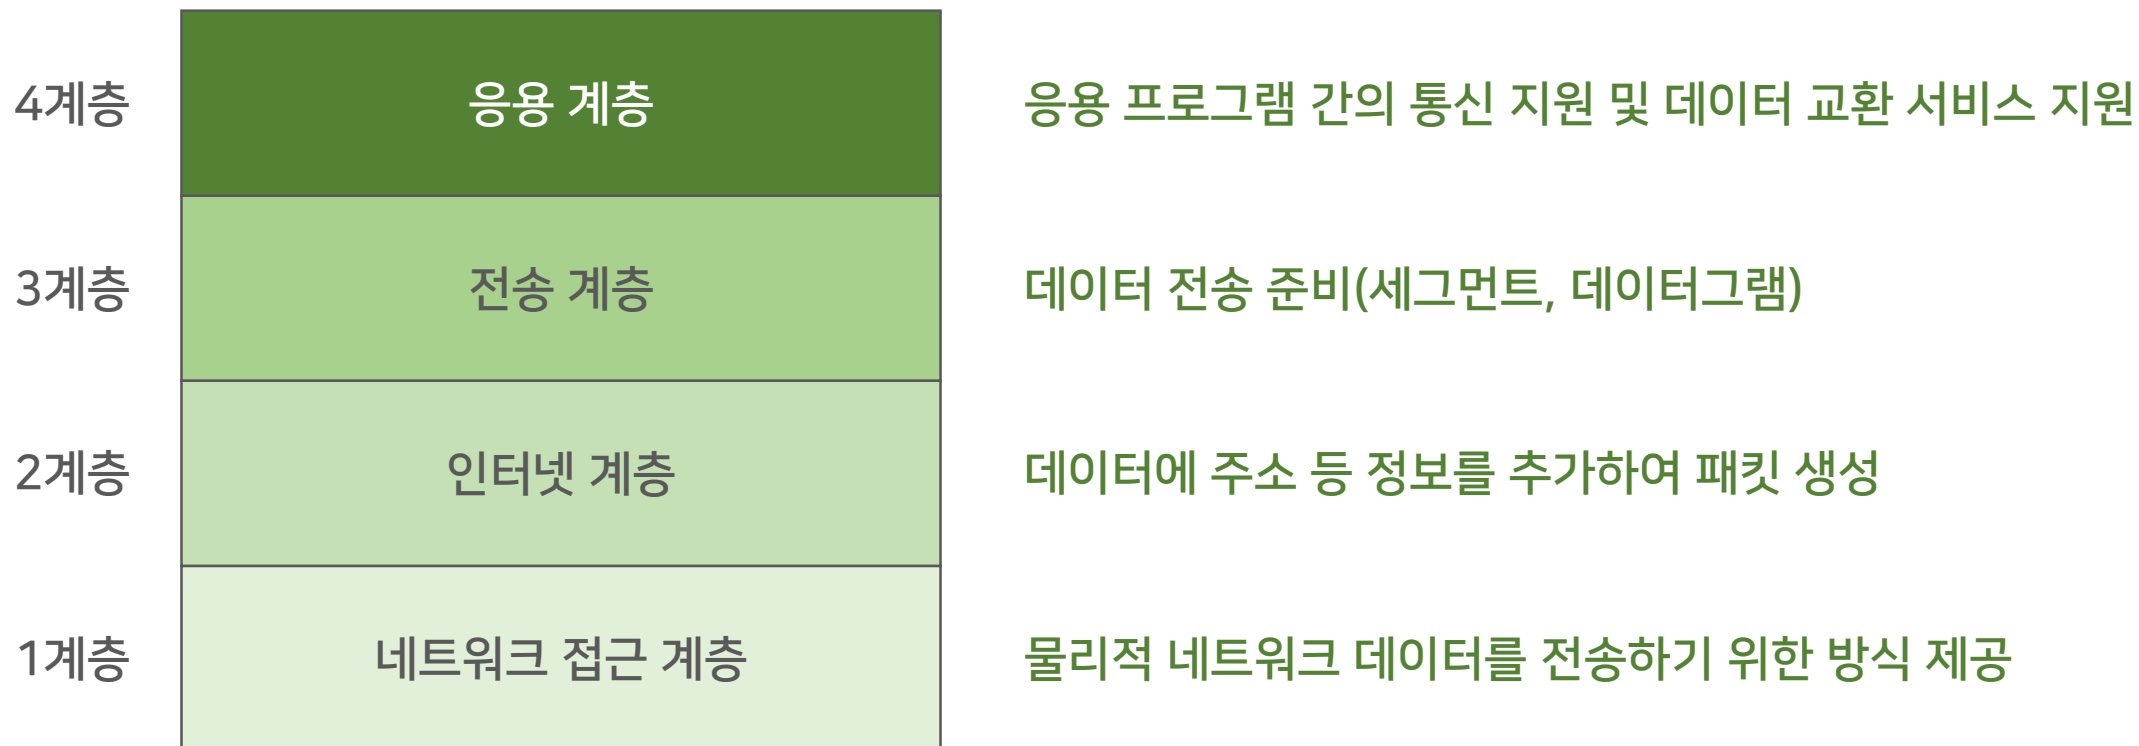 4계층 응용 계층 응용 프로그램 간의 통신 지원 및 데이터 교환 서비스 지원
3계층 전송 계층 데이터 전송 준비(세그먼트, 데이터그램)
2계층 인터넷 계층 데이터에 주소 등 정보를 추가하여 패킷 생성
1계층 네트워크 접근 계층 물리적 네트워크 데이터를 전송하기 위한 방식 제공